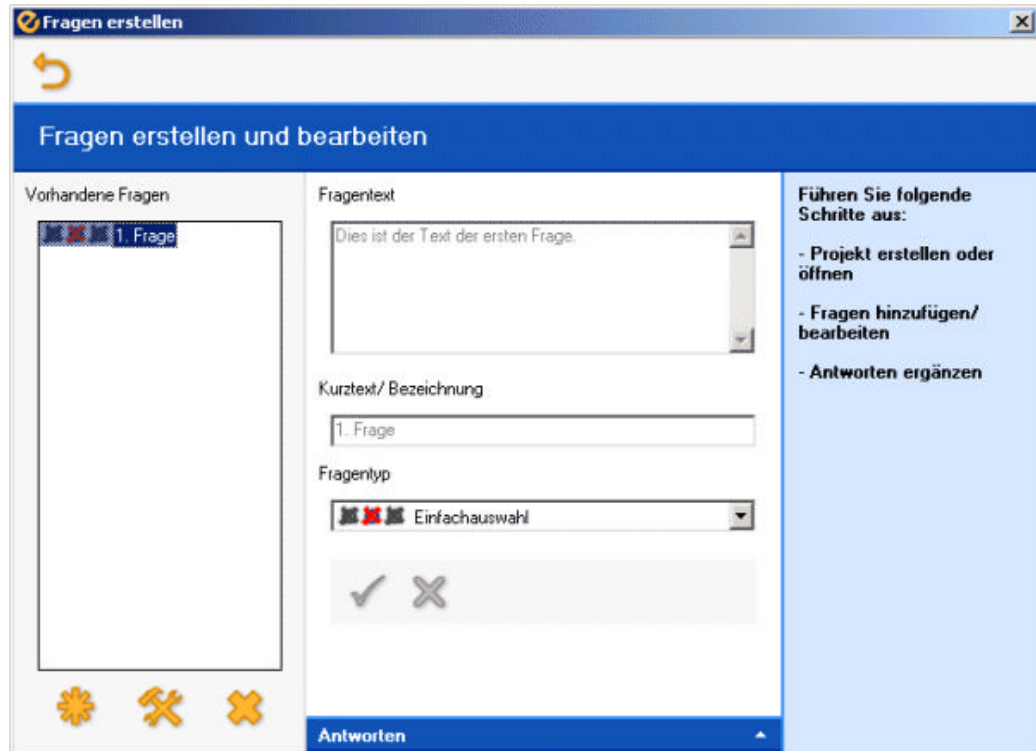 Fragen erstellen
Fragen erstellen und bearbeiten
Vorhandene Fragen
1. Frage
Fragentext
Dies ist der Text der ersten Frage.
Kurztext/ Bezeichnung
1. Frage
Fragentyp
Einfachauswahl
Antworten
Führen Sie folgende
Schritte aus:
- Projekt erstellen oder
öffnen
- Fragen hinzufügen/
bearbeiten
- Antworten ergänzen